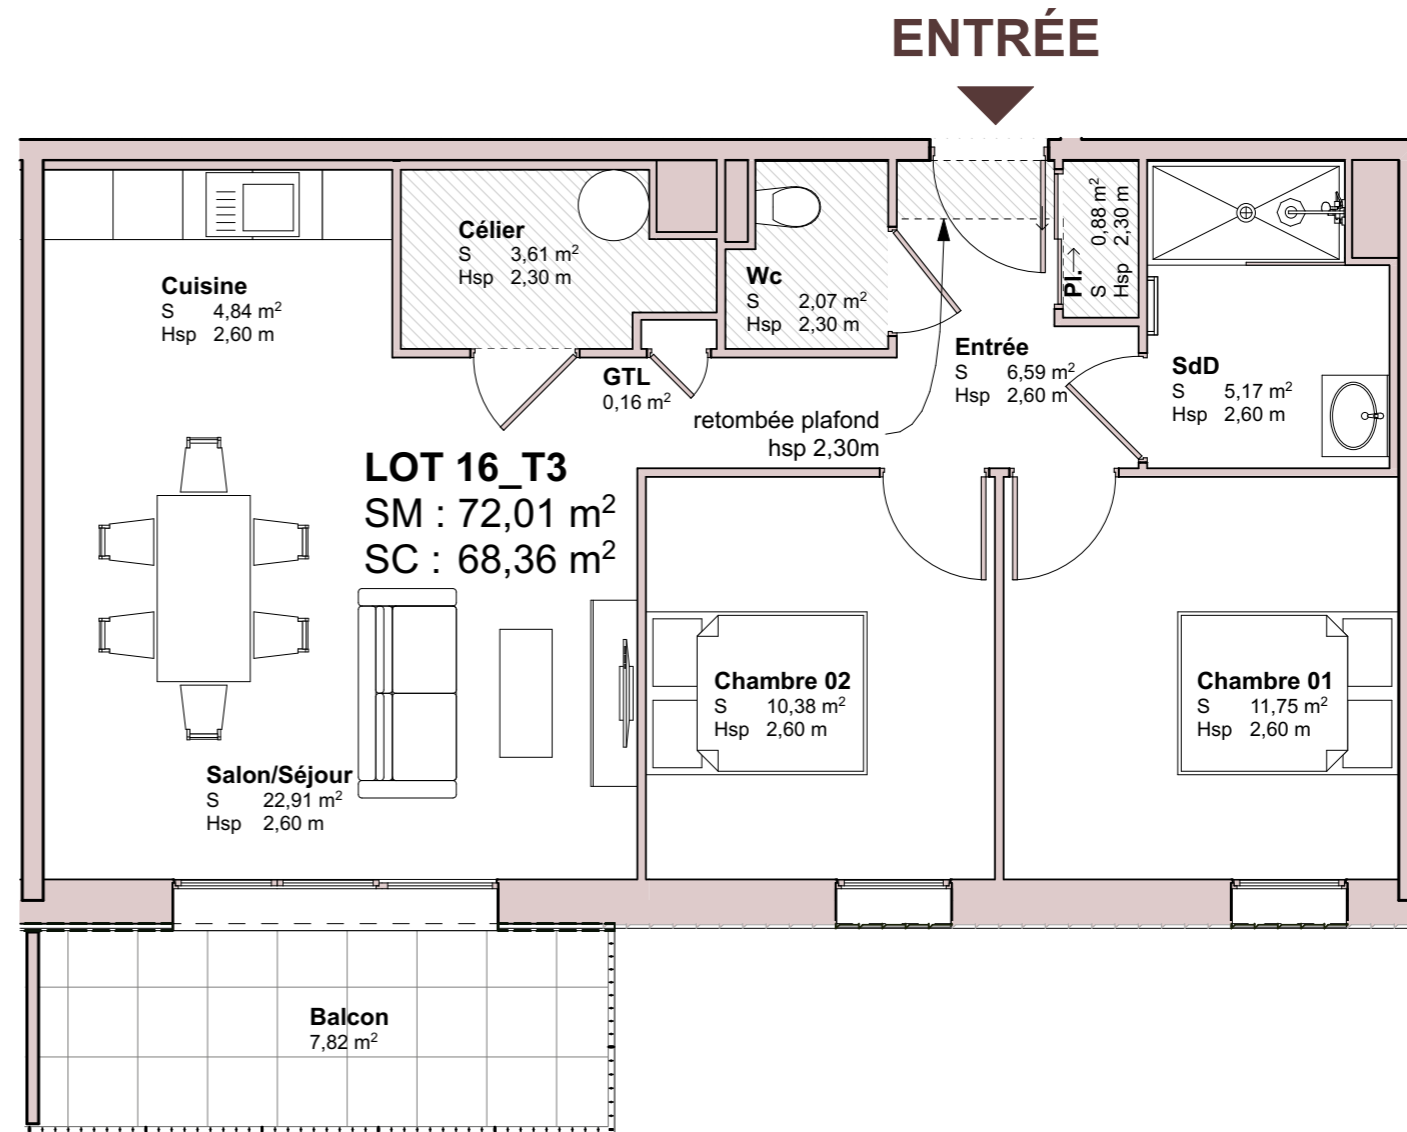 ENTRÉE
Célier
S 3,61 m²
Hsp 2,30 m
Wc
S 2,07 m²
Hsp 2,30 m
Pl.
S 0,88 m²
Hsp 2,30 m
Cuisine
S 4,84 m²
Hsp 2,60 m
Entrée
S 6,59 m²
Hsp 2,60 m
SdD
S 5,17 m²
Hsp 2,60 m
GTL
0,16 m²
retombée plafond
hsp 2,30m
LOT 16_T3
SM : 72,01 m²
SC : 68,36 m²
Chambre 02
S 10,38 m²
Hsp 2,60 m
Chambre 01
S 11,75 m²
Hsp 2,60 m
Salon/Séjour
S 22,91 m²
Hsp 2,60 m
Balcon
7,82 m²